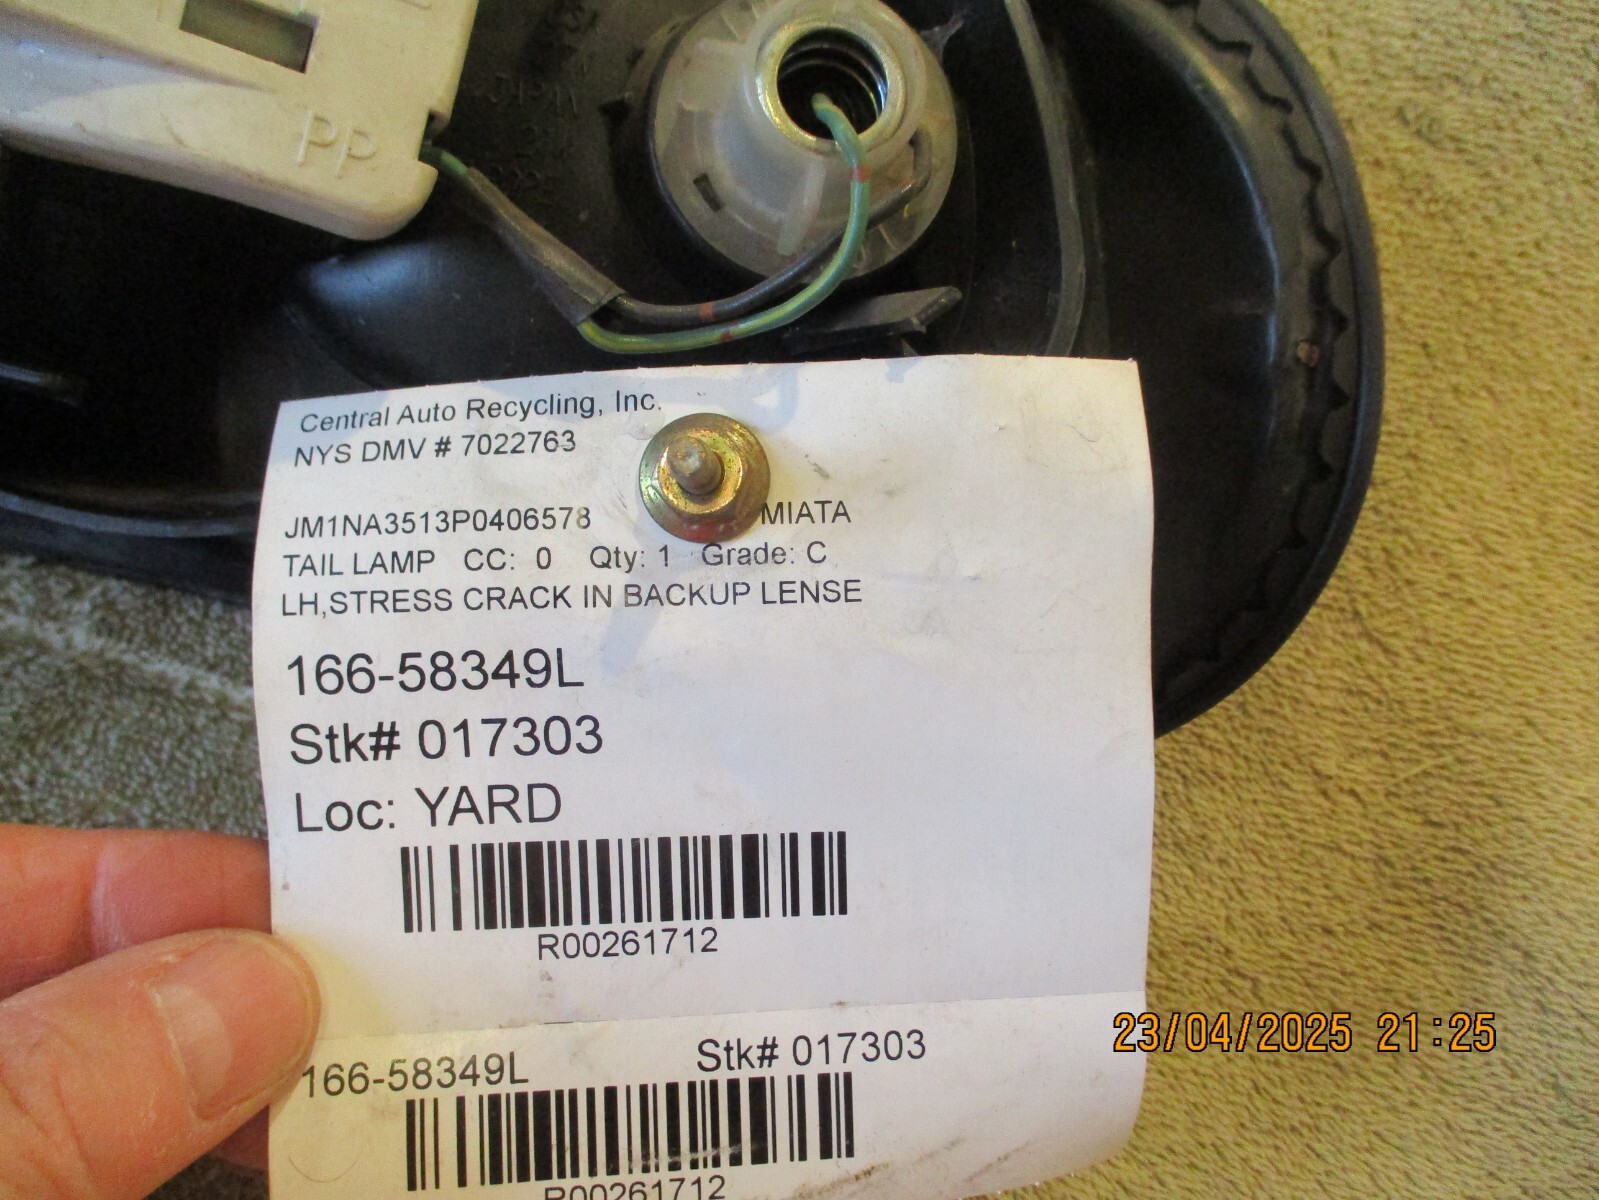 PP
Central Auto Recycling, Inc.
NYS DMV # 7022763
JM1NA3513P0406578 MIATA
TAIL LAMP CC: 0 Qty: 1 Grade: C
LH,STRESS CRACK IN BACKUP LENSE
166-58349L
Stk# 017303
Loc: YARD
R00261712
166-58349L Stk# 017303
R00261712
23/04/2025 21:25